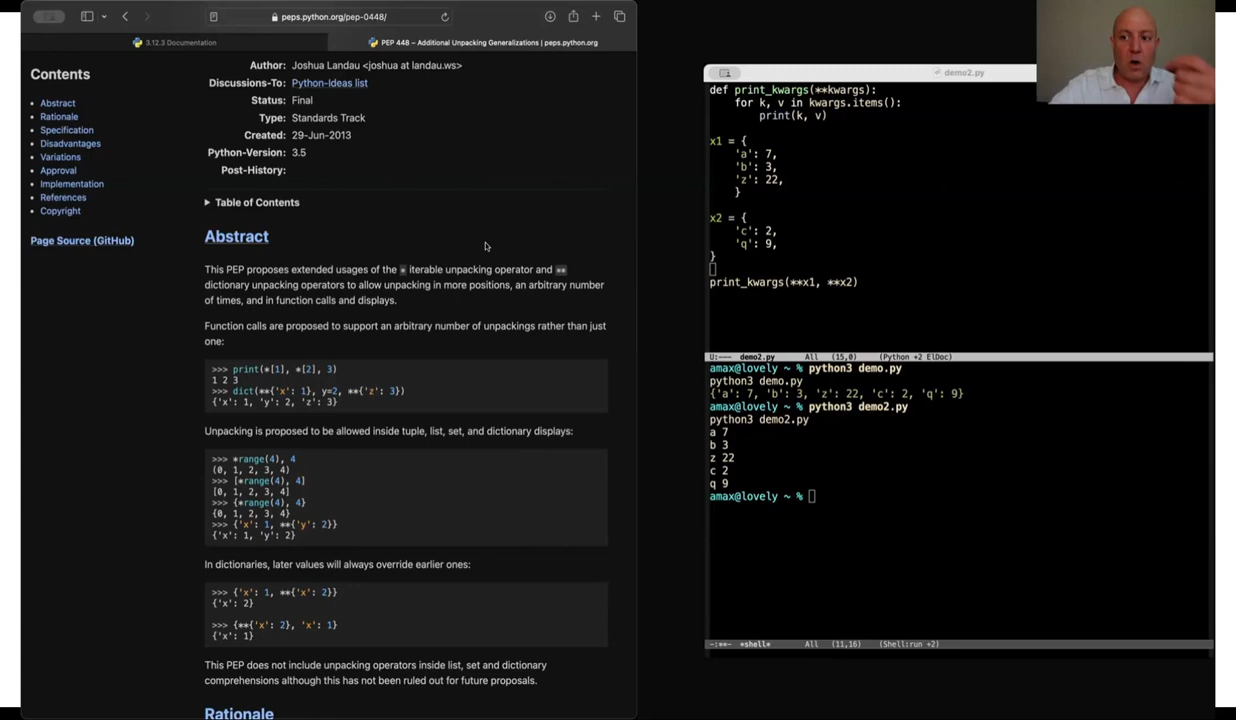 peps.python.org/pep-0448/
3.12.3 Documentation
PEP 448 – Additional Unpacking Generalizations | peps.python.org
Contents
• Abstract
• Rationale
• Specification
• Disadvantages
• Variations
• Approval
• Implementation
• References
• Copyright
Page Source (GitHub)
Author: Joshua Landau <joshua at landau.ws>
Discussions-To: Python-Ideas list
Status: Final
Type: Standards Track
Created: 29-Jun-2013
Python-Version: 3.5
Post-History:
Table of Contents
Abstract
This PEP proposes extended usages of the * iterable unpacking operator and **
dictionary unpacking operators to allow unpacking in more positions, an arbitrary number
of times, and in function calls and displays.
Function calls are proposed to support an arbitrary number of unpackings rather than just
one:
>>> print(*[1], *[2], 3)
1 2 3
>>> dict(**{'x': 1}, y=2, **{'z': 3})
{'x': 1, 'y': 2, 'z': 3}
Unpacking is proposed to be allowed inside tuple, list, set, and dictionary displays:
>>> *range(4), 4
(0, 1, 2, 3, 4)
>>> [*range(4), 4]
[0, 1, 2, 3, 4]
>>> {*range(4), 4}
{0, 1, 2, 3, 4}
>>> {'x': 1, **{'y': 2}}
{'x': 1, 'y': 2}
In dictionaries, later values will always override earlier ones:
>>> {'x': 1, **{'x': 2}}
{'x': 2}
>>> {**{'x': 2}, 'x': 1}
{'x': 1}
This PEP does not include unpacking operators inside list, set and dictionary
comprehensions although this has not been ruled out for future proposals.
Rationale
demo2.py
def print_kwargs(**kwargs):
    for k, v in kwargs.items():
        print(k, v)
x1 = {
    'a': 7,
    'b': 3,
    'z': 22,
    }
x2 = {
    'c': 2,
    'q': 9,
}
print_kwargs(**x1, **x2)
U:--- demo2.py All (15,0) (Python +2 ElDoc)
amax@lovely ~ % python3 demo.py
python3 demo.py
{'a': 7, 'b': 3, 'z': 22, 'c': 2, 'q': 9}
amax@lovely ~ % python3 demo2.py
python3 demo2.py
a 7
b 3
z 22
c 2
q 9
amax@lovely ~ %
-:**- *shell* All (11,16) (Shell:run +2)